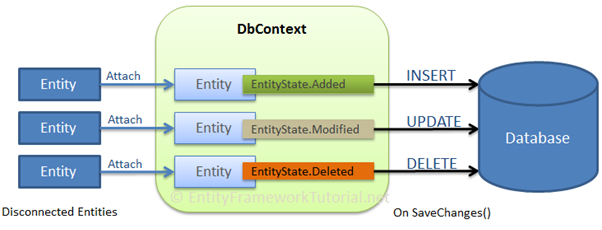 DbContext
Entity
Attach
Entity
EntityState.Added
INSERT
Entity
Attach
Entity
EntityState.Modified
UPDATE
Database
Entity
Attach
Entity
EntityState.Deleted
DELETE
© EntityFrameworkTutorial.net
Disconnected Entities
On SaveChanges()